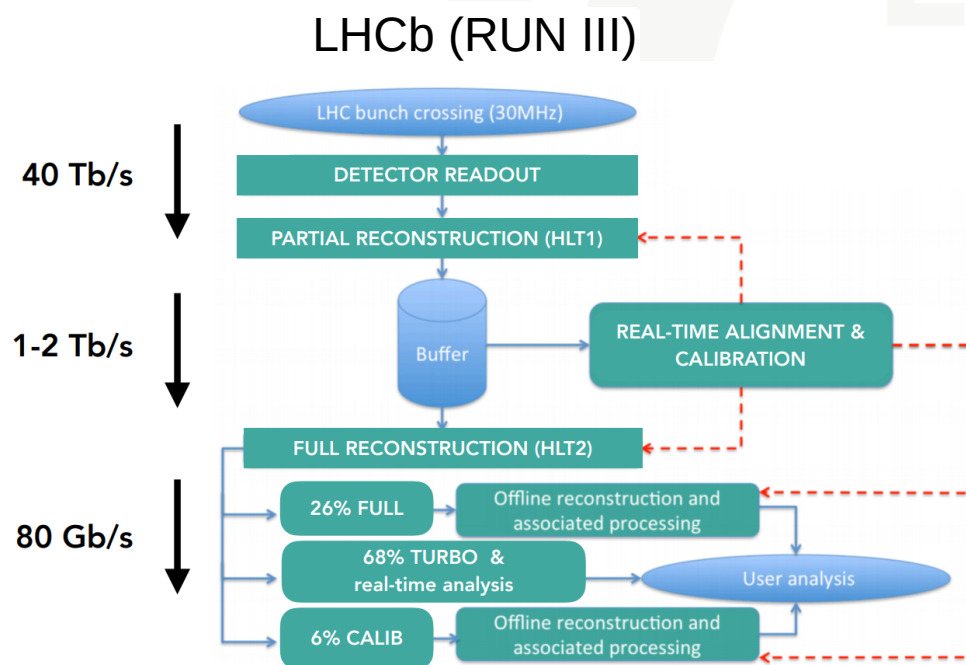 LHCb (RUN III)
LHC bunch crossing (30MHz)
40 Tb/s
DETECTOR READOUT
PARTIAL RECONSTRUCTION (HLT1)
1-2 Tb/s
Buffer
REAL-TIME ALIGNMENT &
CALIBRATION
FULL RECONSTRUCTION (HLT2)
80 Gb/s
26% FULL
Offline reconstruction and
associated processing
68% TURBO &
real-time analysis
User analysis
6% CALIB
Offline reconstruction and
associated processing